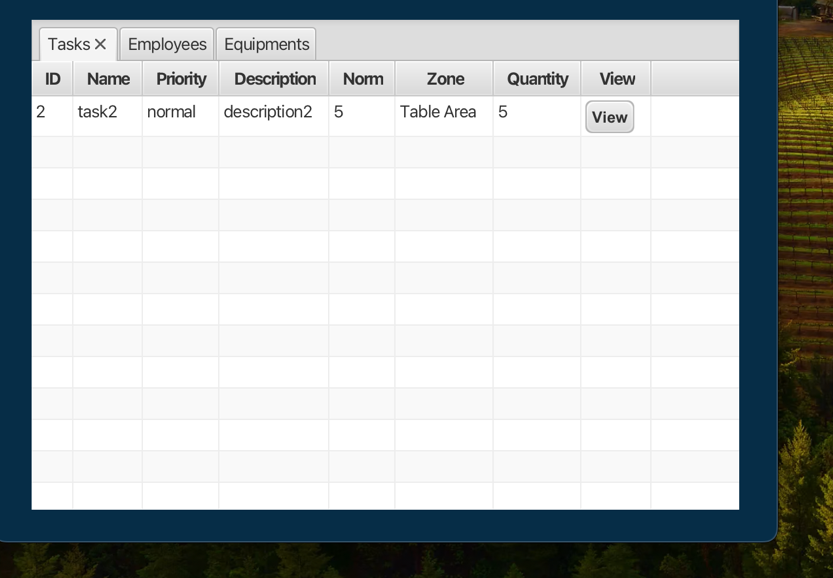 Tasks Employees Equipments
ID Name Priority Description Norm Zone Quantity View
2 task2 normal description2 5 Table Area 5 View